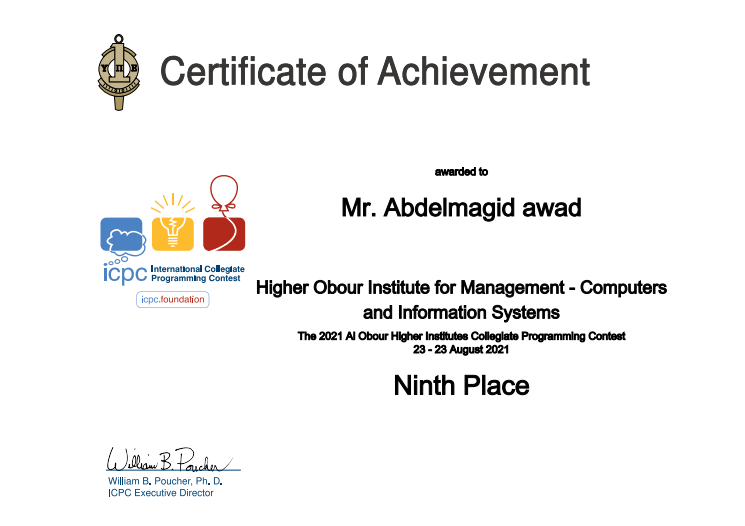 Certificate of Achievement
awarded to
Mr. Abdelmagid awad
icpc International Collegiate
Programming Contest
icpc.foundation
Higher Obour Institute for Management - Computers
and Information Systems
The 2021 Al Obour Higher Institutes Collegiate Programming Contest
23 - 23 August 2021
Ninth Place
William B. Poucher
William B. Poucher, Ph. D.
ICPC Executive Director